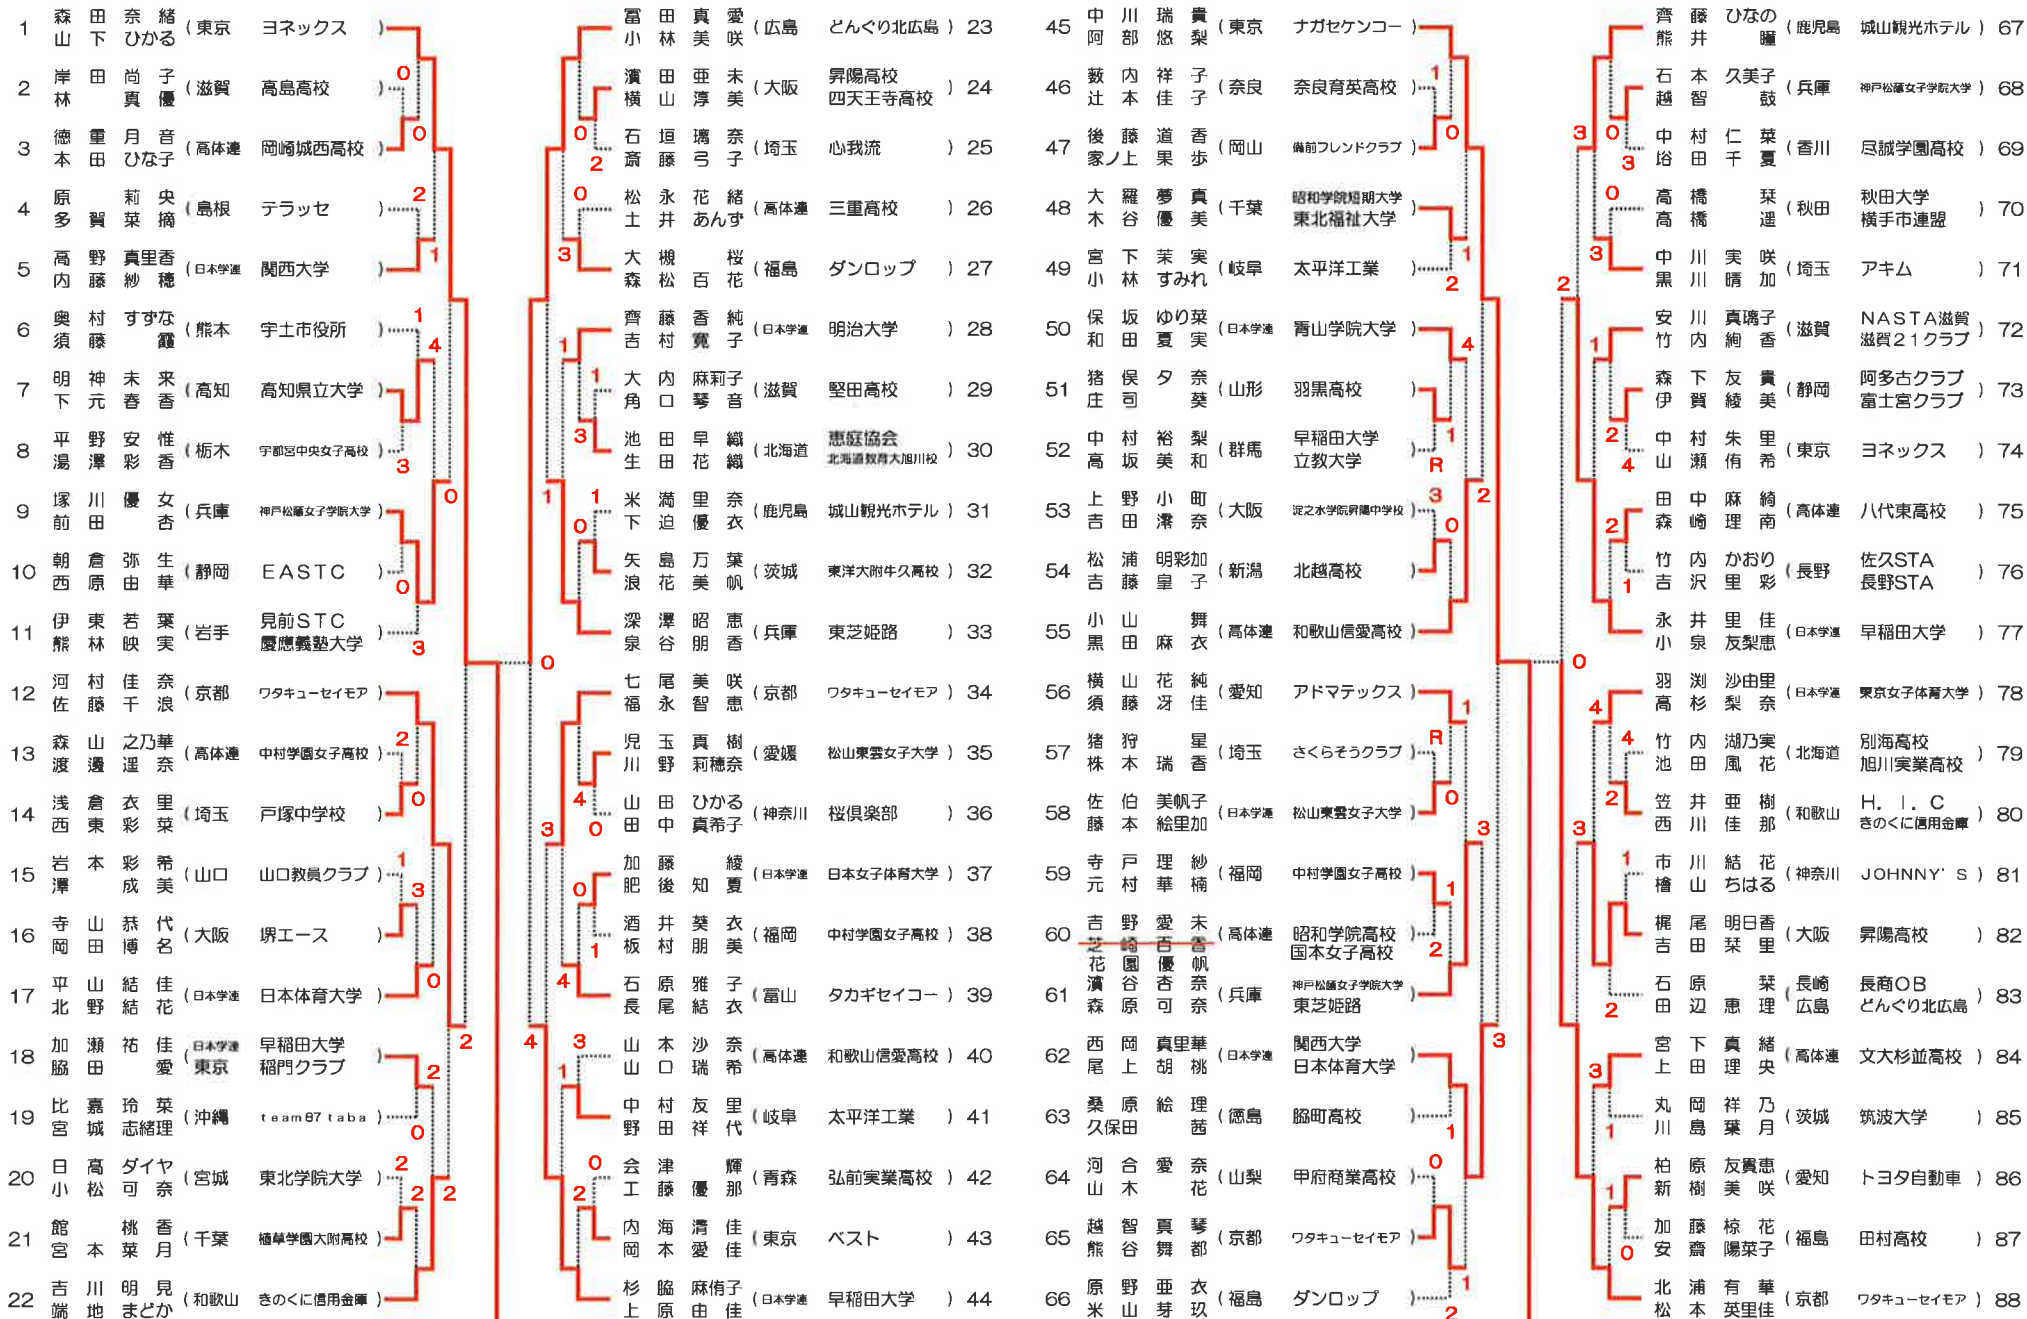 1 森田奈緒 山下ひかる (東京 ヨネックス)
2 岸田尚子 林真優 (滋賀 高島高校)
3 徳重月音 本田ひな子 (高体連 岡崎城西高校)
4 原莉央 多賀菜摘 (島根 テラッセ)
5 高野真里香 内藤紗穂 (日本学連 関西大学)
6 奥村すずな 須藤 (熊本 宇土市役所)
7 明神未来 下元春香 (高知 高知県立大学)
8 平野安惟 湯澤彩香 (栃木 宇都宮中央女子高校)
9 塚川優女 前田杏 (兵庫 神戸松蔭女子学院大学)
10 朝倉弥生 西原由華 (静岡 EASTC)
11 伊東若葉 熊林映実 (岩手 見前STC 慶應義塾大学)
12 河村佳奈 佐藤千浪 (京都 ワタキューセイモア)
13 森山之乃華 渡邊遥奈 (高体連 中村学園女子高校)
14 浅倉衣里 西東彩菜 (埼玉 戸塚中学校)
15 岩本彩希 澤成美 (山口 山口教員クラブ)
16 寺山恭代 岡田博名 (大阪 堺エース)
17 平山結佳 北野結花 (日本学連 日本体育大学)
18 加瀬祐佳 脇田愛 (日本学連 東京 早稲田大学 稲門クラブ)
19 比嘉玲菜 宮城志緒理 (沖縄 team87taba)
20 日高ダイヤ 小松可奈 (宮城 東北学院大学)
21 館桃香 宮本菜月 (千葉 植草学園大附高校)
22 吉川明見 端地まどか (和歌山 きのくに信用金庫)
冨田真愛 小林美咲 (広島 どんぐり北広島) 23
濱田亜未 横山淳美 (大阪 昇陽高校 四天王寺高校) 24
石垣璃奈 斎藤弓子 (埼玉 心我流) 25
松永花緒 土井あんず (高体連 三重高校) 26
大槻桜 森松百花 (福島 ダンロップ) 27
齊藤香純 吉村寛子 (日本学連 明治大学) 28
大内麻莉子 角口琴音 (滋賀 堅田高校) 29
池田早織 生田花織 (北海道 恵庭協会 北海道教育大旭川校) 30
米満里奈 下迫優衣 (鹿児島 城山観光ホテル) 31
矢島万葉 浪花美帆 (茨城 東洋大附牛久高校) 32
深澤昭恵 泉谷朋香 (兵庫 東芝姫路) 33
七尾美咲 福永智恵 (京都 ワタキューセイモア) 34
児玉真樹 川野莉穂奈 (愛媛 松山東雲女子大学) 35
山田ひかる 田中真希子 (神奈川 桜倶楽部) 36
加藤綾 肥後知夏 (日本学連 日本女子体育大学) 37
酒井葵衣 板村朋美 (福岡 中村学園女子高校) 38
石原雅子 長尾結衣 (富山 タカギセイコー) 39
山本沙奈 山口瑞希 (高体連 和歌山信愛高校) 40
中村友里 野田祥代 (岐阜 太平洋工業) 41
会津輝 工藤優那 (青森 弘前実業高校) 42
内海清佳 岡本愛佳 (東京 ベスト) 43
杉脇麻侑子 上原由佳 (日本学連 早稲田大学) 44
45 中川瑞貴 阿部悠梨 (東京 ナガセケンコー)
46 薮内祥子 辻本佳子 (奈良 奈良育英高校)
47 後藤道香 家ノ上果歩 (岡山 備前フレンドクラブ)
48 大羅夢真 木谷優美 (千葉 昭和学院短期大学 東北福祉大学)
49 宮下茉実 小林すみれ (岐阜 太平洋工業)
50 保坂ゆり菜 和田夏実 (日本学連 青山学院大学)
51 猪俣夕奈 庄司葵 (山形 羽黒高校)
52 中村裕梨 高坂美和 (群馬 早稲田大学 立教大学)
53 上野小町 吉田澪奈 (大阪 淀之水学院昇陽中学校)
54 松浦明彩加 吉藤皇子 (新潟 北越高校)
55 小山舞 黒田麻衣 (高体連 和歌山信愛高校)
56 横山花純 須藤冴佳 (愛知 アドマテックス)
57 猪狩星 株本瑞香 (埼玉 さくらそうクラブ)
58 佐伯美帆子 藤本絵里加 (日本学連 松山東雲女子大学)
59 寺戸理紗 元村華楠 (福岡 中村学園女子高校)
60 吉野愛未 芝崎百香 花園優帆 (高体連 昭和学院高校 国本女子高校)
61 濱谷杏奈 森原可奈 (兵庫 神戸松蔭女子学院大学 東芝姫路)
62 西岡真里華 尾上胡桃 (日本学連 関西大学 日本体育大学)
63 桑原絵理 久保田茜 (徳島 脇町高校)
64 河合愛奈 山木花 (山梨 甲府商業高校)
65 越智真琴 熊谷舞都 (京都 ワタキューセイモア)
66 原野亜衣 米山芽玖 (福島 ダンロップ)
齊藤ひなの 熊井瞳 (鹿児島 城山観光ホテル) 67
石本久美子 越智鼓 (兵庫 神戸松蔭女子学院大学) 68
中村仁菜 塔田千夏 (香川 尽誠学園高校) 69
高橋栞 高橋遥 (秋田 秋田大学 横手市連盟) 70
中川実咲 黒川晴加 (埼玉 アキム) 71
安川真璃子 竹内絢香 (滋賀 NASTA滋賀 滋賀21クラブ) 72
森下友貴 伊賀綾美 (静岡 阿多古クラブ 富士宮クラブ) 73
中村朱里 山瀬侑希 (東京 ヨネックス) 74
田中麻綺 森崎理南 (高体連 八代東高校) 75
竹内かおり 吉沢里彩 (長野 佐久STA 長野STA) 76
永井里佳 小泉友梨恵 (日本学連 早稲田大学) 77
羽渕沙由里 高杉梨奈 (日本学連 東京女子体育大学) 78
竹内湖乃実 池田風花 (北海道 別海高校 旭川実業高校) 79
笠井亜樹 西川佳那 (和歌山 H.I.C きのくに信用金庫) 80
市川結花 檜山ちはる (神奈川 JOHNNY'S) 81
梶尾明日香 吉田栞里 (大阪 昇陽高校) 82
石原栞 田辺恵理 (長崎 広島 長商OB どんぐり北広島) 83
宮下真緒 上田理央 (高体連 文大杉並高校) 84
丸岡祥乃 川島葉月 (茨城 筑波大学) 85
柏原友貴恵 新樹美咲 (愛知 トヨタ自動車) 86
加藤椋花 安齋陽菜子 (福島 田村高校) 87
北浦有華 松本英里佳 (京都 ワタキューセイモア) 88